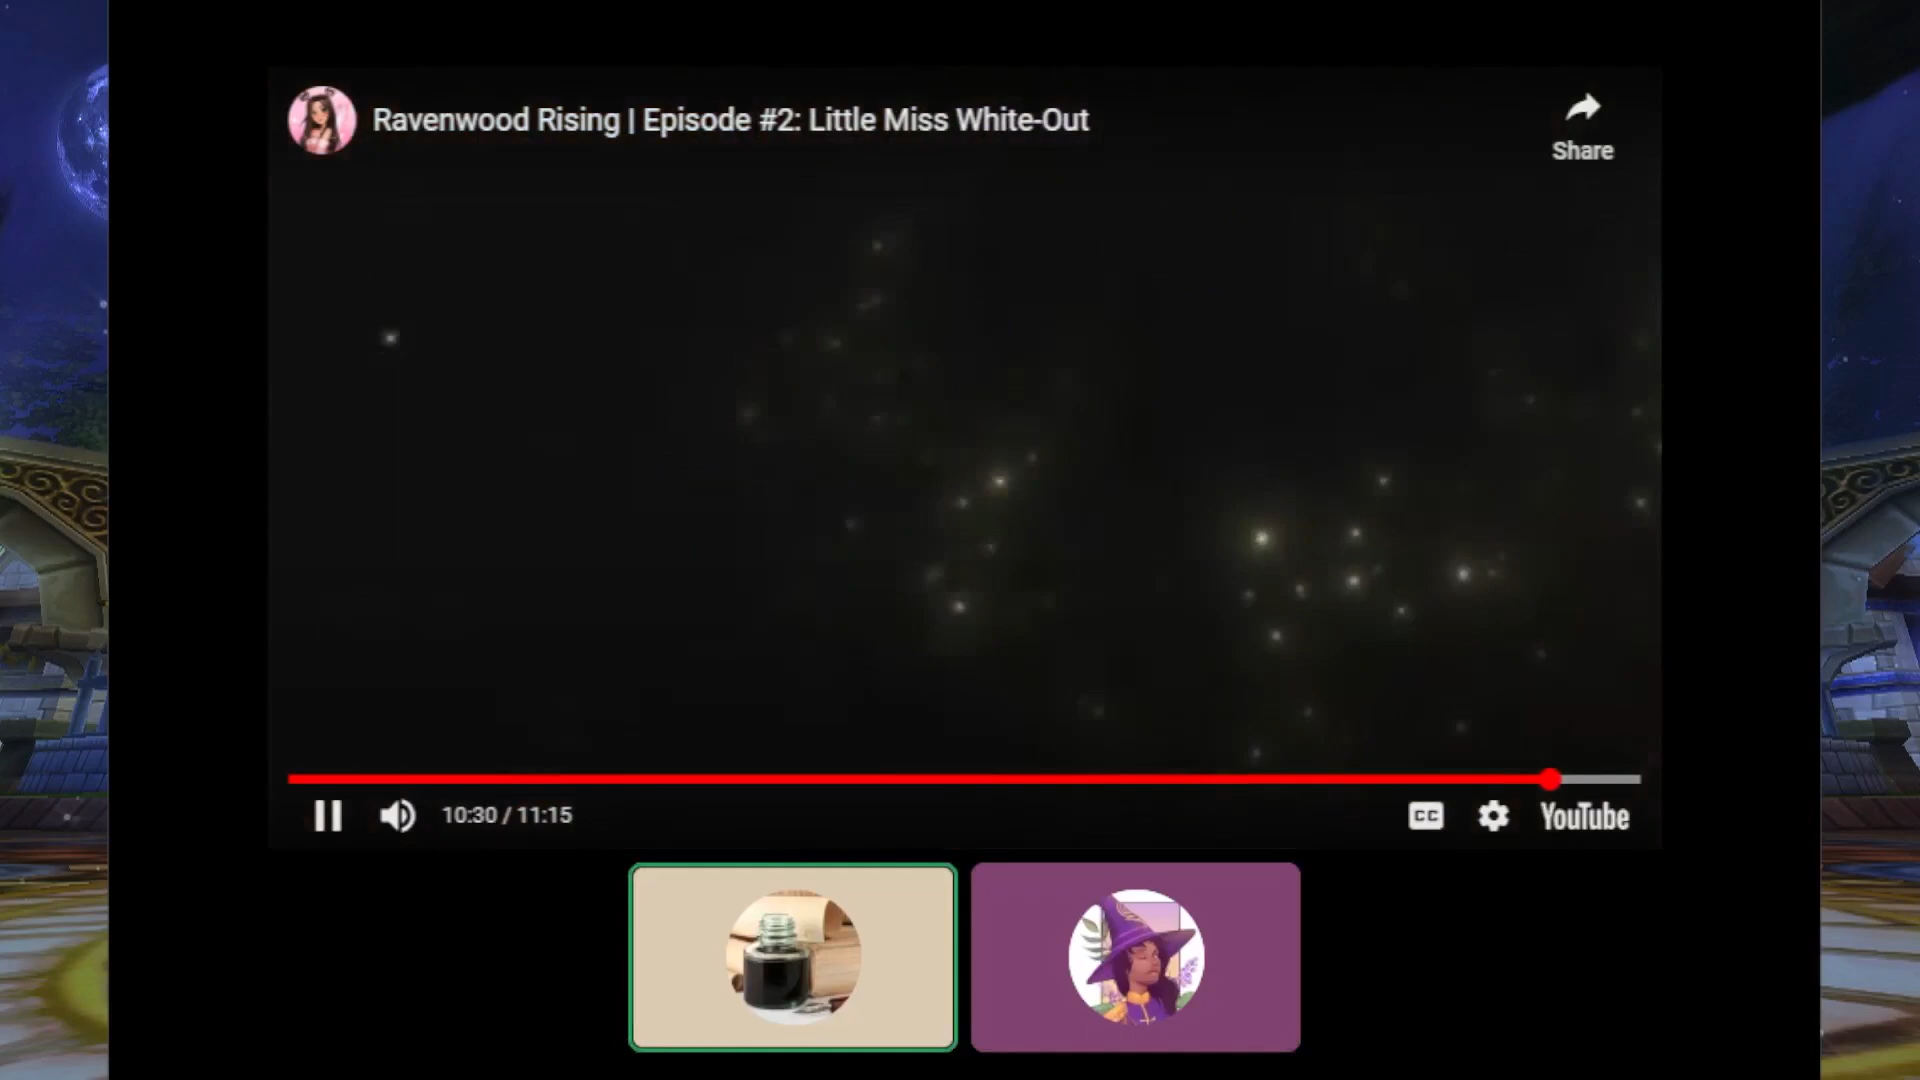 Ravenwood Rising | Episode #2: Little Miss White-Out
Share
10:30 / 11:15
CC
YouTube